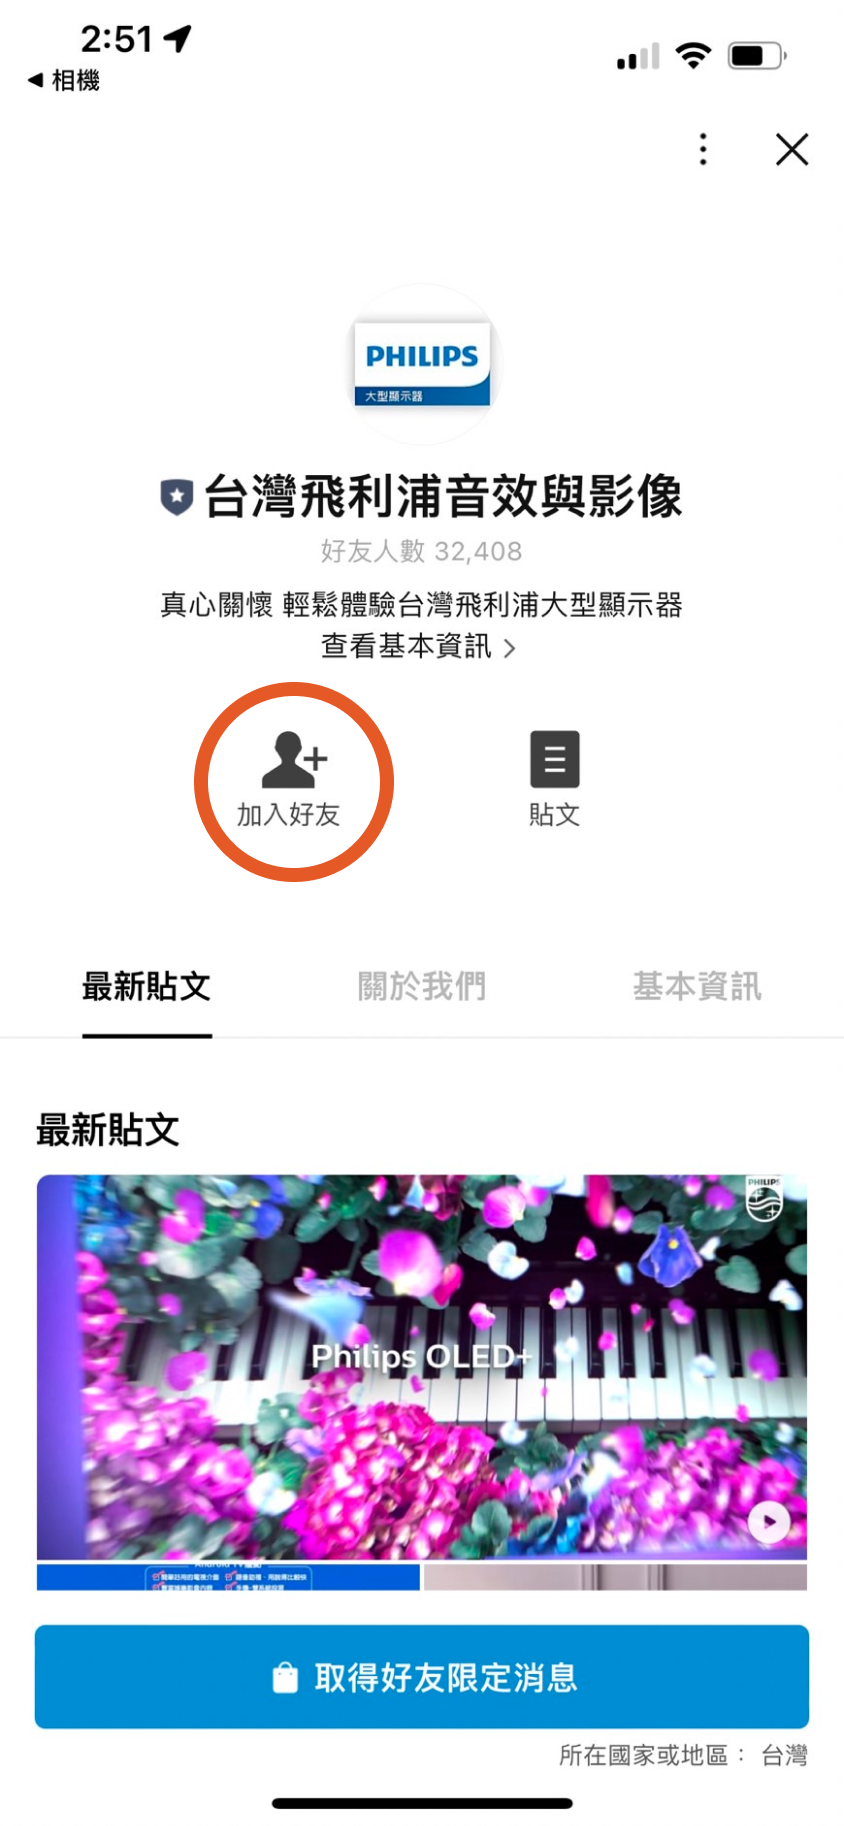 2:51
◀ 相機
PHILIPS
大型顯示器
台灣飛利浦音效與影像
好友人數 32,408
真心關懷 輕鬆體驗台灣飛利浦大型顯示器
查看基本資訊 >
加入好友
貼文
最新貼文
關於我們
基本資訊
最新貼文
PHILIPS
Philips OLED+
取得好友限定消息
所在國家或地區： 台灣